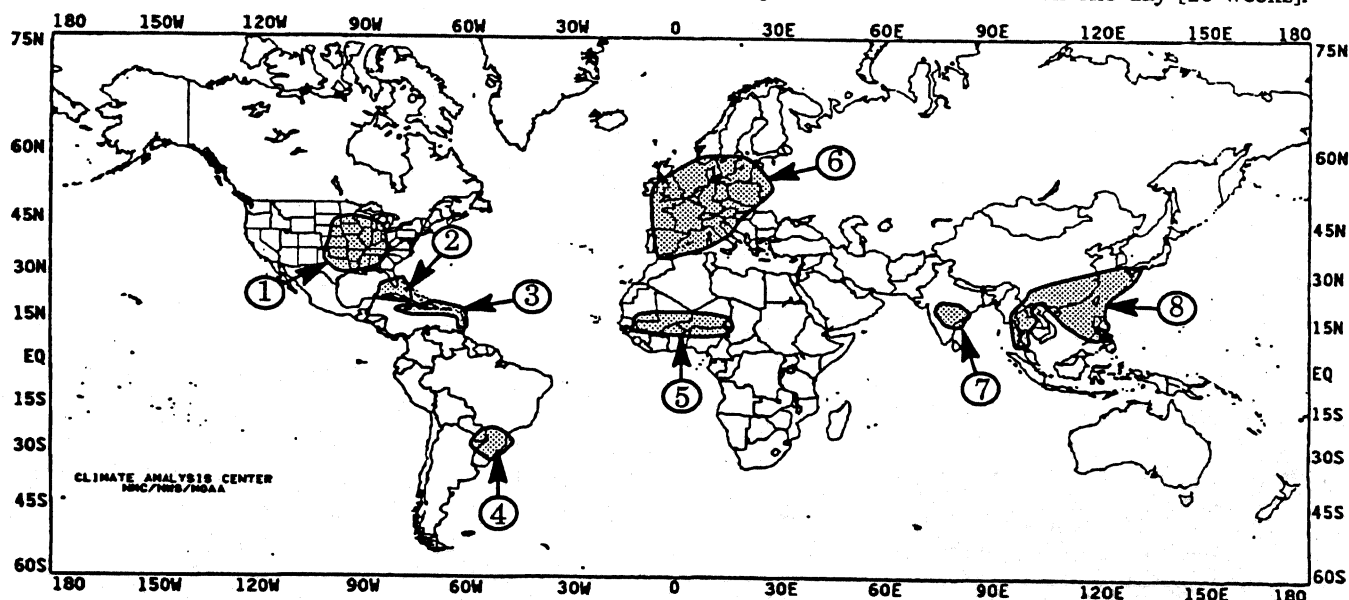 day weeks].
180 150W 120W 90W 60W 30W 0 30E 60E 90E 120E 150E 180
75N 75N
60N 60N
6
45N 45N
2
30N 30N
1 3 8
15N 15N
EQ EQ
5 7
15S 15S
30S 30S
CLIMATE ANALYSIS CENTER
NMC/NWS/NOAA
45S 45S
4
60S 60S
180 150W 120W 90W 60W 30W 0 30E 60E 90E 120E 150E 180